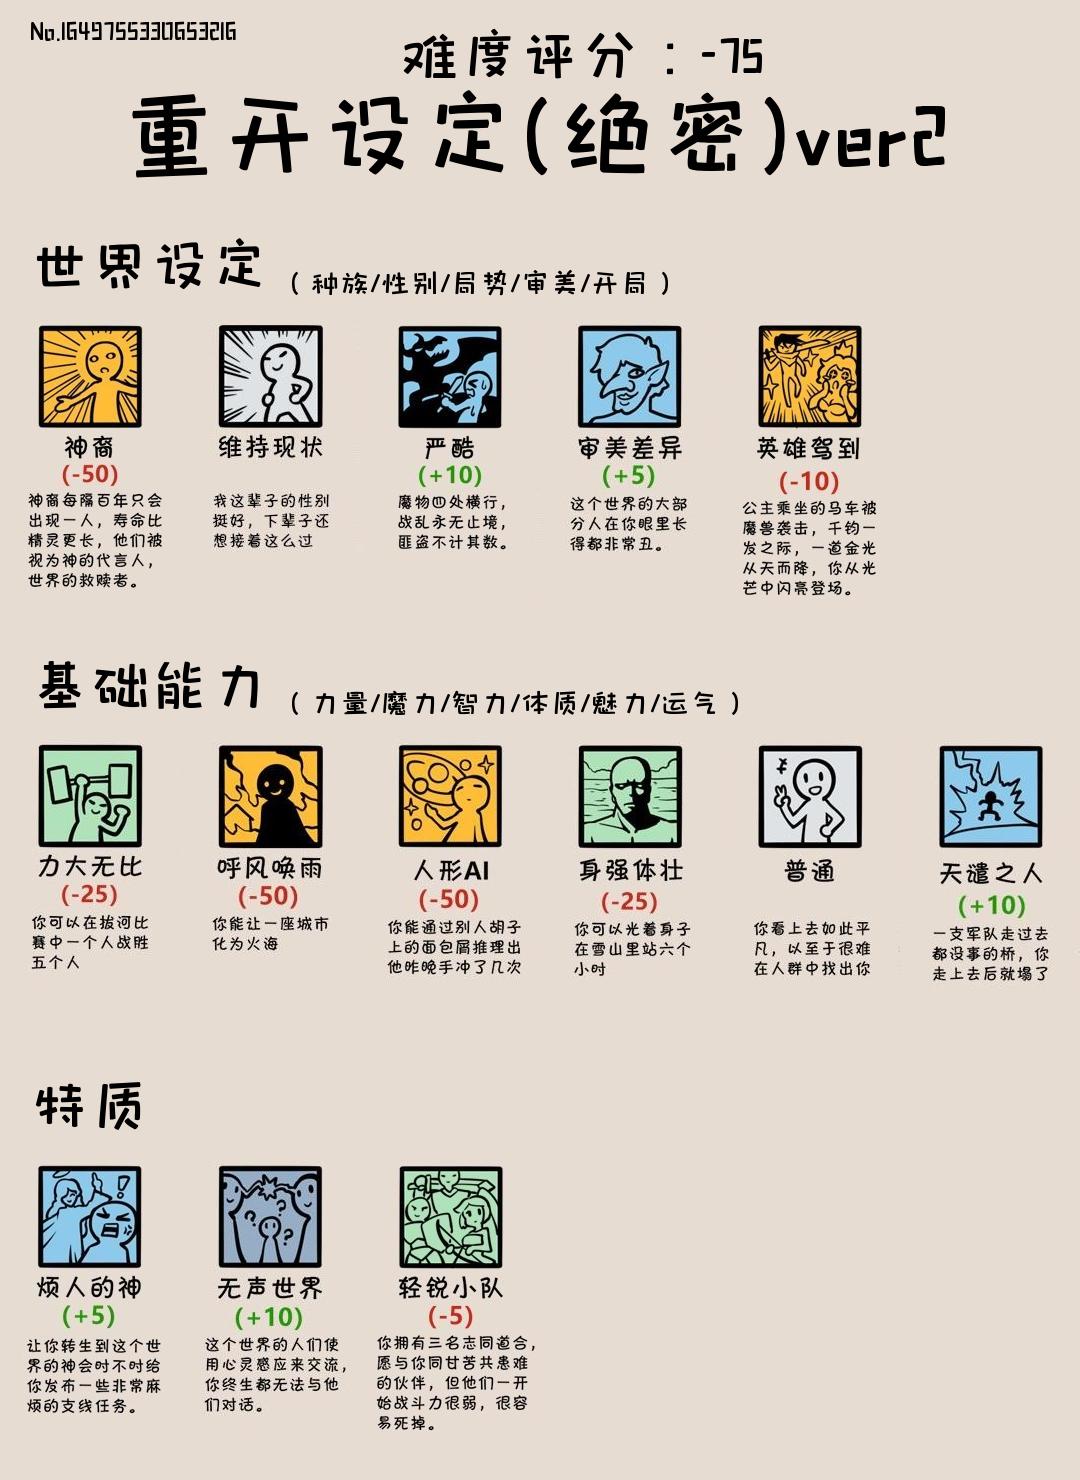 No.1649755330653216
难度评分：-75
重开设定(绝密)ver2
世界设定（种族/性别/局势/审美/开局）
神裔
(-50)
神裔每隔百年只会
出现一人，寿命比
精灵更长，他们被
视为神的代言人，
世界的救赎者。
维持现状
我这辈子的性别
挺好，下辈子还
想接着这么过
严酷
(+10)
魔物四处横行，
战乱永无止境，
匪盗不计其数。
审美差异
(+5)
这个世界的大部
分人在你眼里长
得都非常丑。
英雄驾到
(-10)
公主乘坐的马车被
魔兽袭击，千钧一
发之际，一道金光
从天而降，你从光
芒中闪亮登场。
基础能力（力量/魔力/智力/体质/魅力/运气）
力大无比
(-25)
你可以在拔河比
赛中一个人战胜
五个人
呼风唤雨
(-50)
你能让一座城市
化为火海
人形AI
(-50)
你能通过别人胡子
上的面包屑推理出
他昨晚手冲了几次
身强体壮
(-25)
你可以光着身子
在雪山里站六个
小时
普通
你看上去如此平
凡，以至于很难
在人群中找出你
天谴之人
(+10)
一支军队走过去
都没事的桥，你
走上去后就塌了
特质
烦人的神
(+5)
让你转生到这个世
界的神会时不时给
你发布一些非常麻
烦的支线任务。
无声世界
(+10)
这个世界的人们使
用心灵感应来交流，
你终生都无法与他
们对话。
轻锐小队
(-5)
你拥有三名志同道合，
愿与你同甘苦共患难
的伙伴，但他们一开
始战斗力很弱，很容
易死掉。